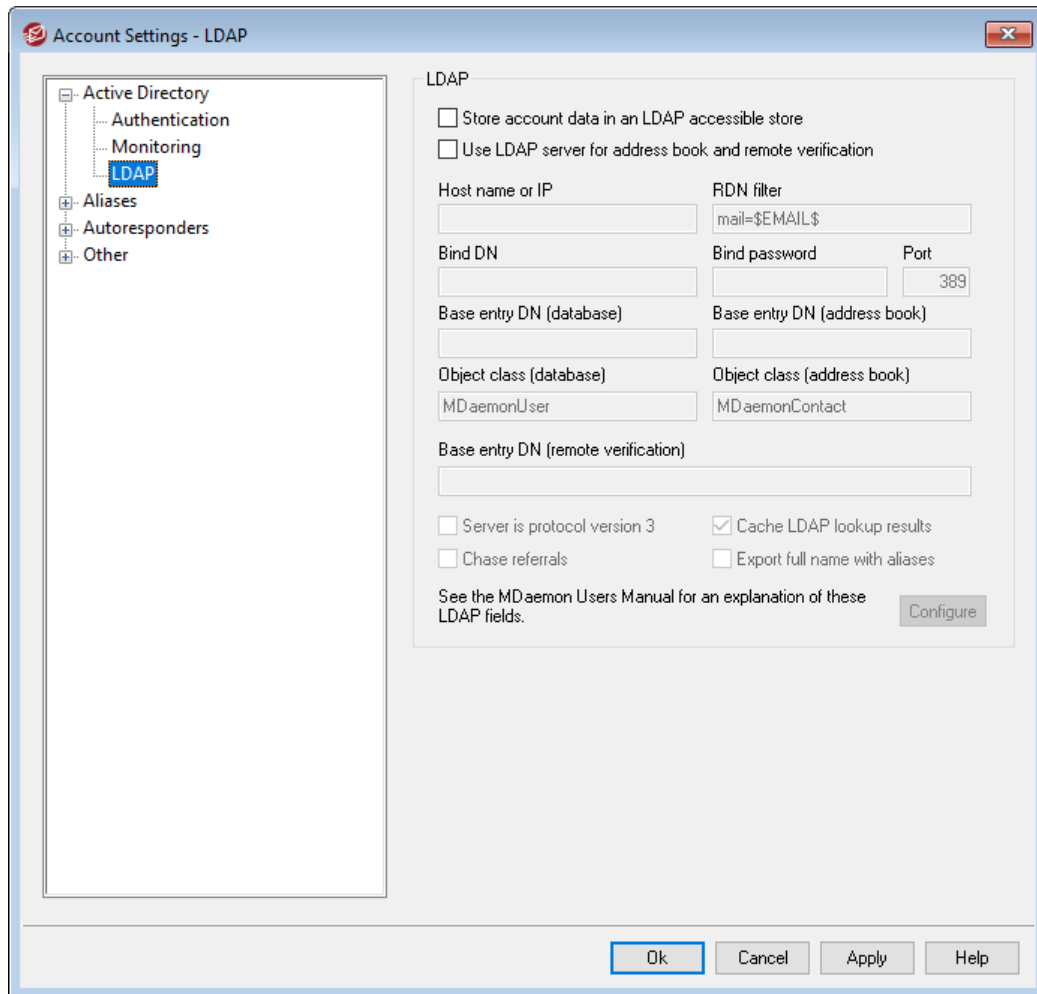 Account Settings - LDAP
Active Directory
Authentication
Monitoring
LDAP
Aliases
Autoresponders
Other
LDAP
Store account data in an LDAP accessible store
Use LDAP server for address book and remote verification
Host name or IP
RDN filter
mail=$EMAIL$
Bind DN
Bind password
Port
389
Base entry DN (database)
Base entry DN (address book)
Object class (database)
Object class (address book)
MDaemonUser
MDaemonContact
Base entry DN (remote verification)
Server is protocol version 3
Cache LDAP lookup results
Chase referrals
Export full name with aliases
See the MDaemon Users Manual for an explanation of these
LDAP fields.
Configure
Ok
Cancel
Apply
Help